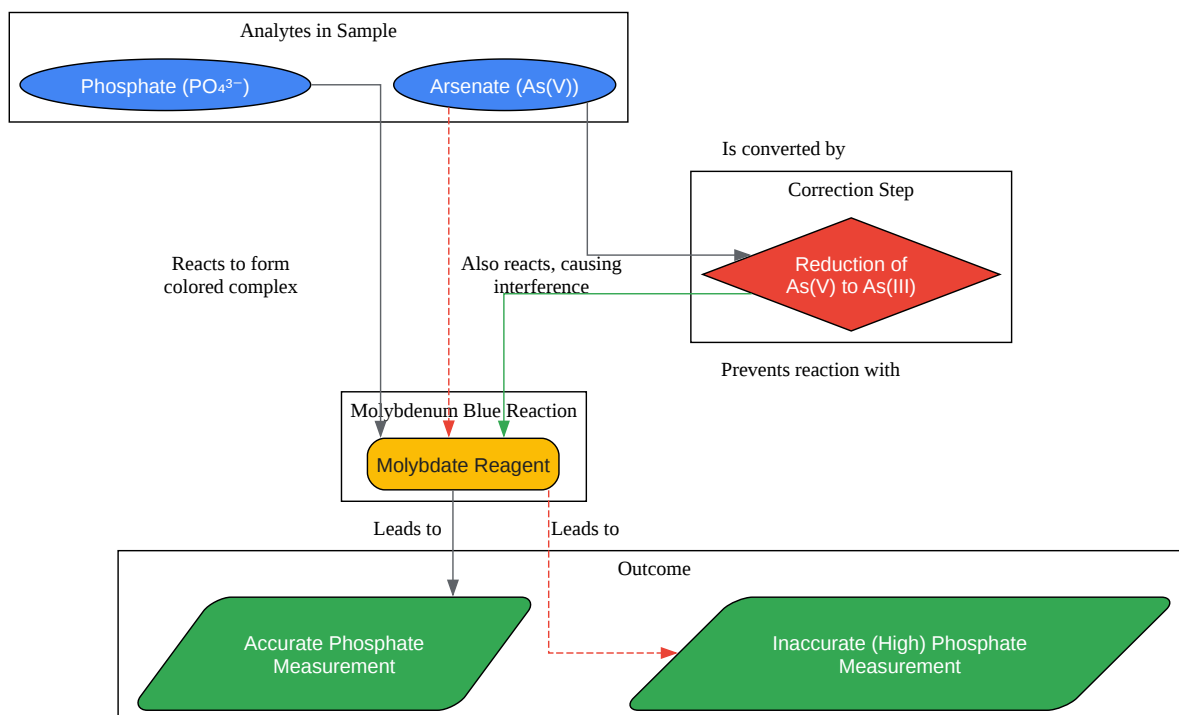 Analytes in Sample
Phosphate (PO₄³⁻)
Arsenate (As(V))
Is converted by
Correction Step
Reduction of
As(V) to As(III)
Reacts to form
colored complex
Also reacts, causing
interference
Prevents reaction with
Molybdenum Blue Reaction
Molybdate Reagent
Leads to
Leads to
Outcome
Accurate Phosphate
Measurement
Inaccurate (High) Phosphate
Measurement